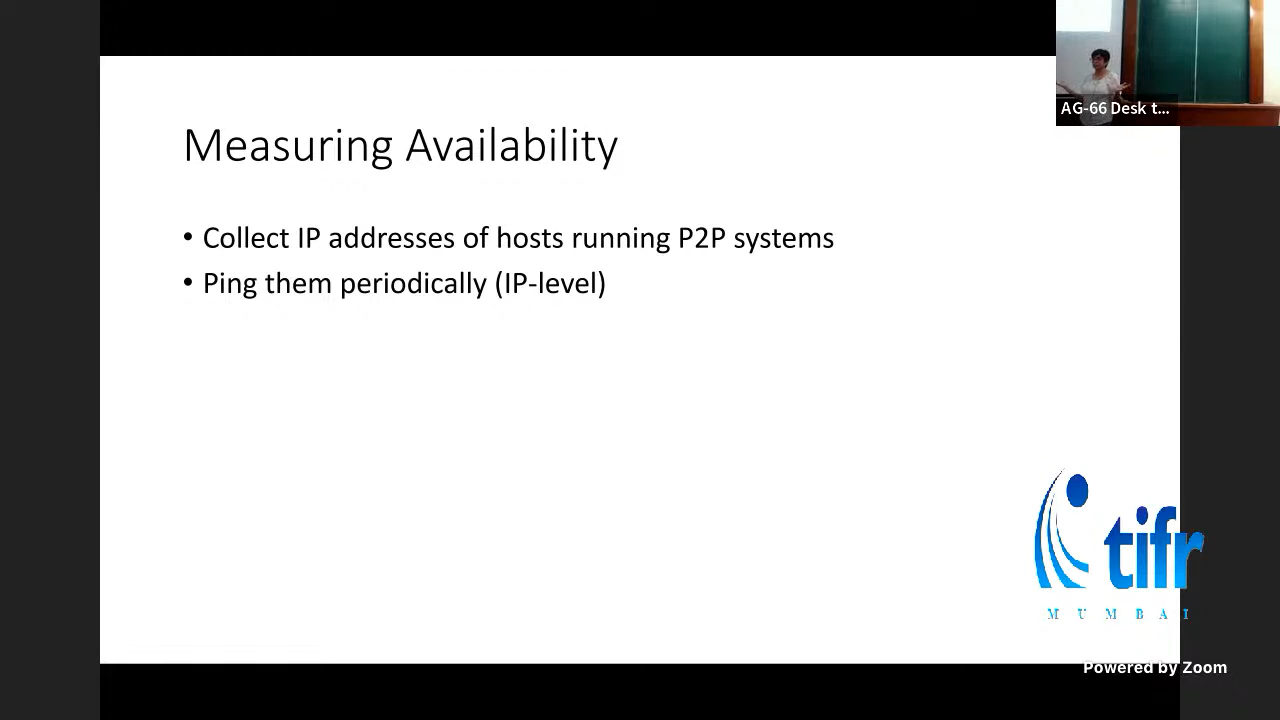 AG-66 Desk t...
Measuring Availability
• Collect IP addresses of hosts running P2P systems
• Ping them periodically (IP-level)
tifr
MUMBAI
Powered by Zoom